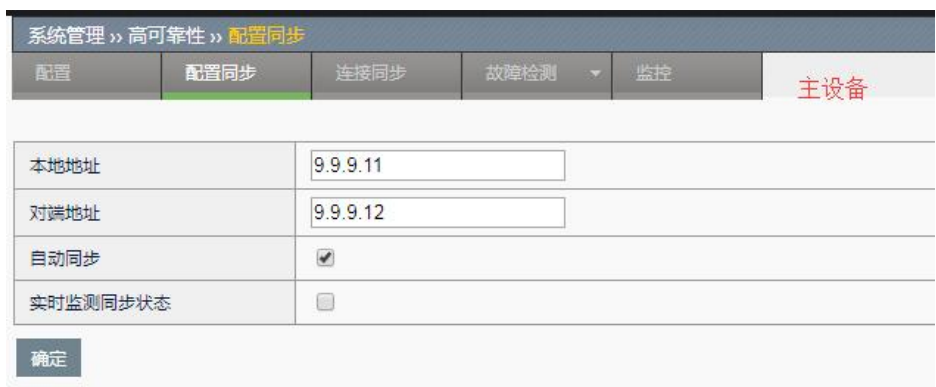 系统管理 » 高可靠性 » 配置同步
配置 配置同步 连接同步 故障检测 监控
主设备
本地地址 9.9.9.11
对端地址 9.9.9.12
自动同步
实时监测同步状态
确定